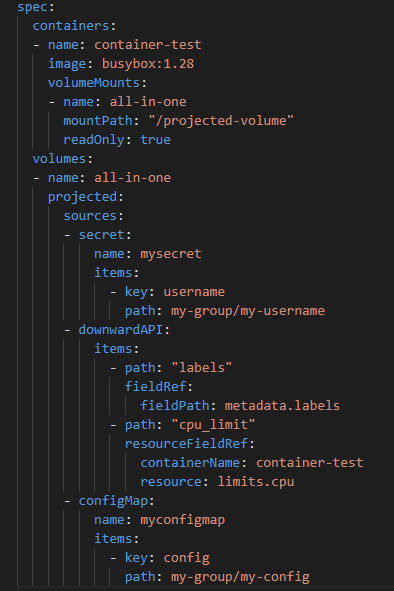 spec:
  containers:
  - name: container-test
    image: busybox:1.28
    volumeMounts:
    - name: all-in-one
      mountPath: "/projected-volume"
      readOnly: true
  volumes:
  - name: all-in-one
    projected:
      sources:
      - secret:
          name: mysecret
          items:
            - key: username
              path: my-group/my-username
      - downwardAPI:
          items:
            - path: "labels"
              fieldRef:
                fieldPath: metadata.labels
            - path: "cpu_limit"
              resourceFieldRef:
                containerName: container-test
                resource: limits.cpu
      - configMap:
          name: myconfigmap
          items:
            - key: config
              path: my-group/my-config